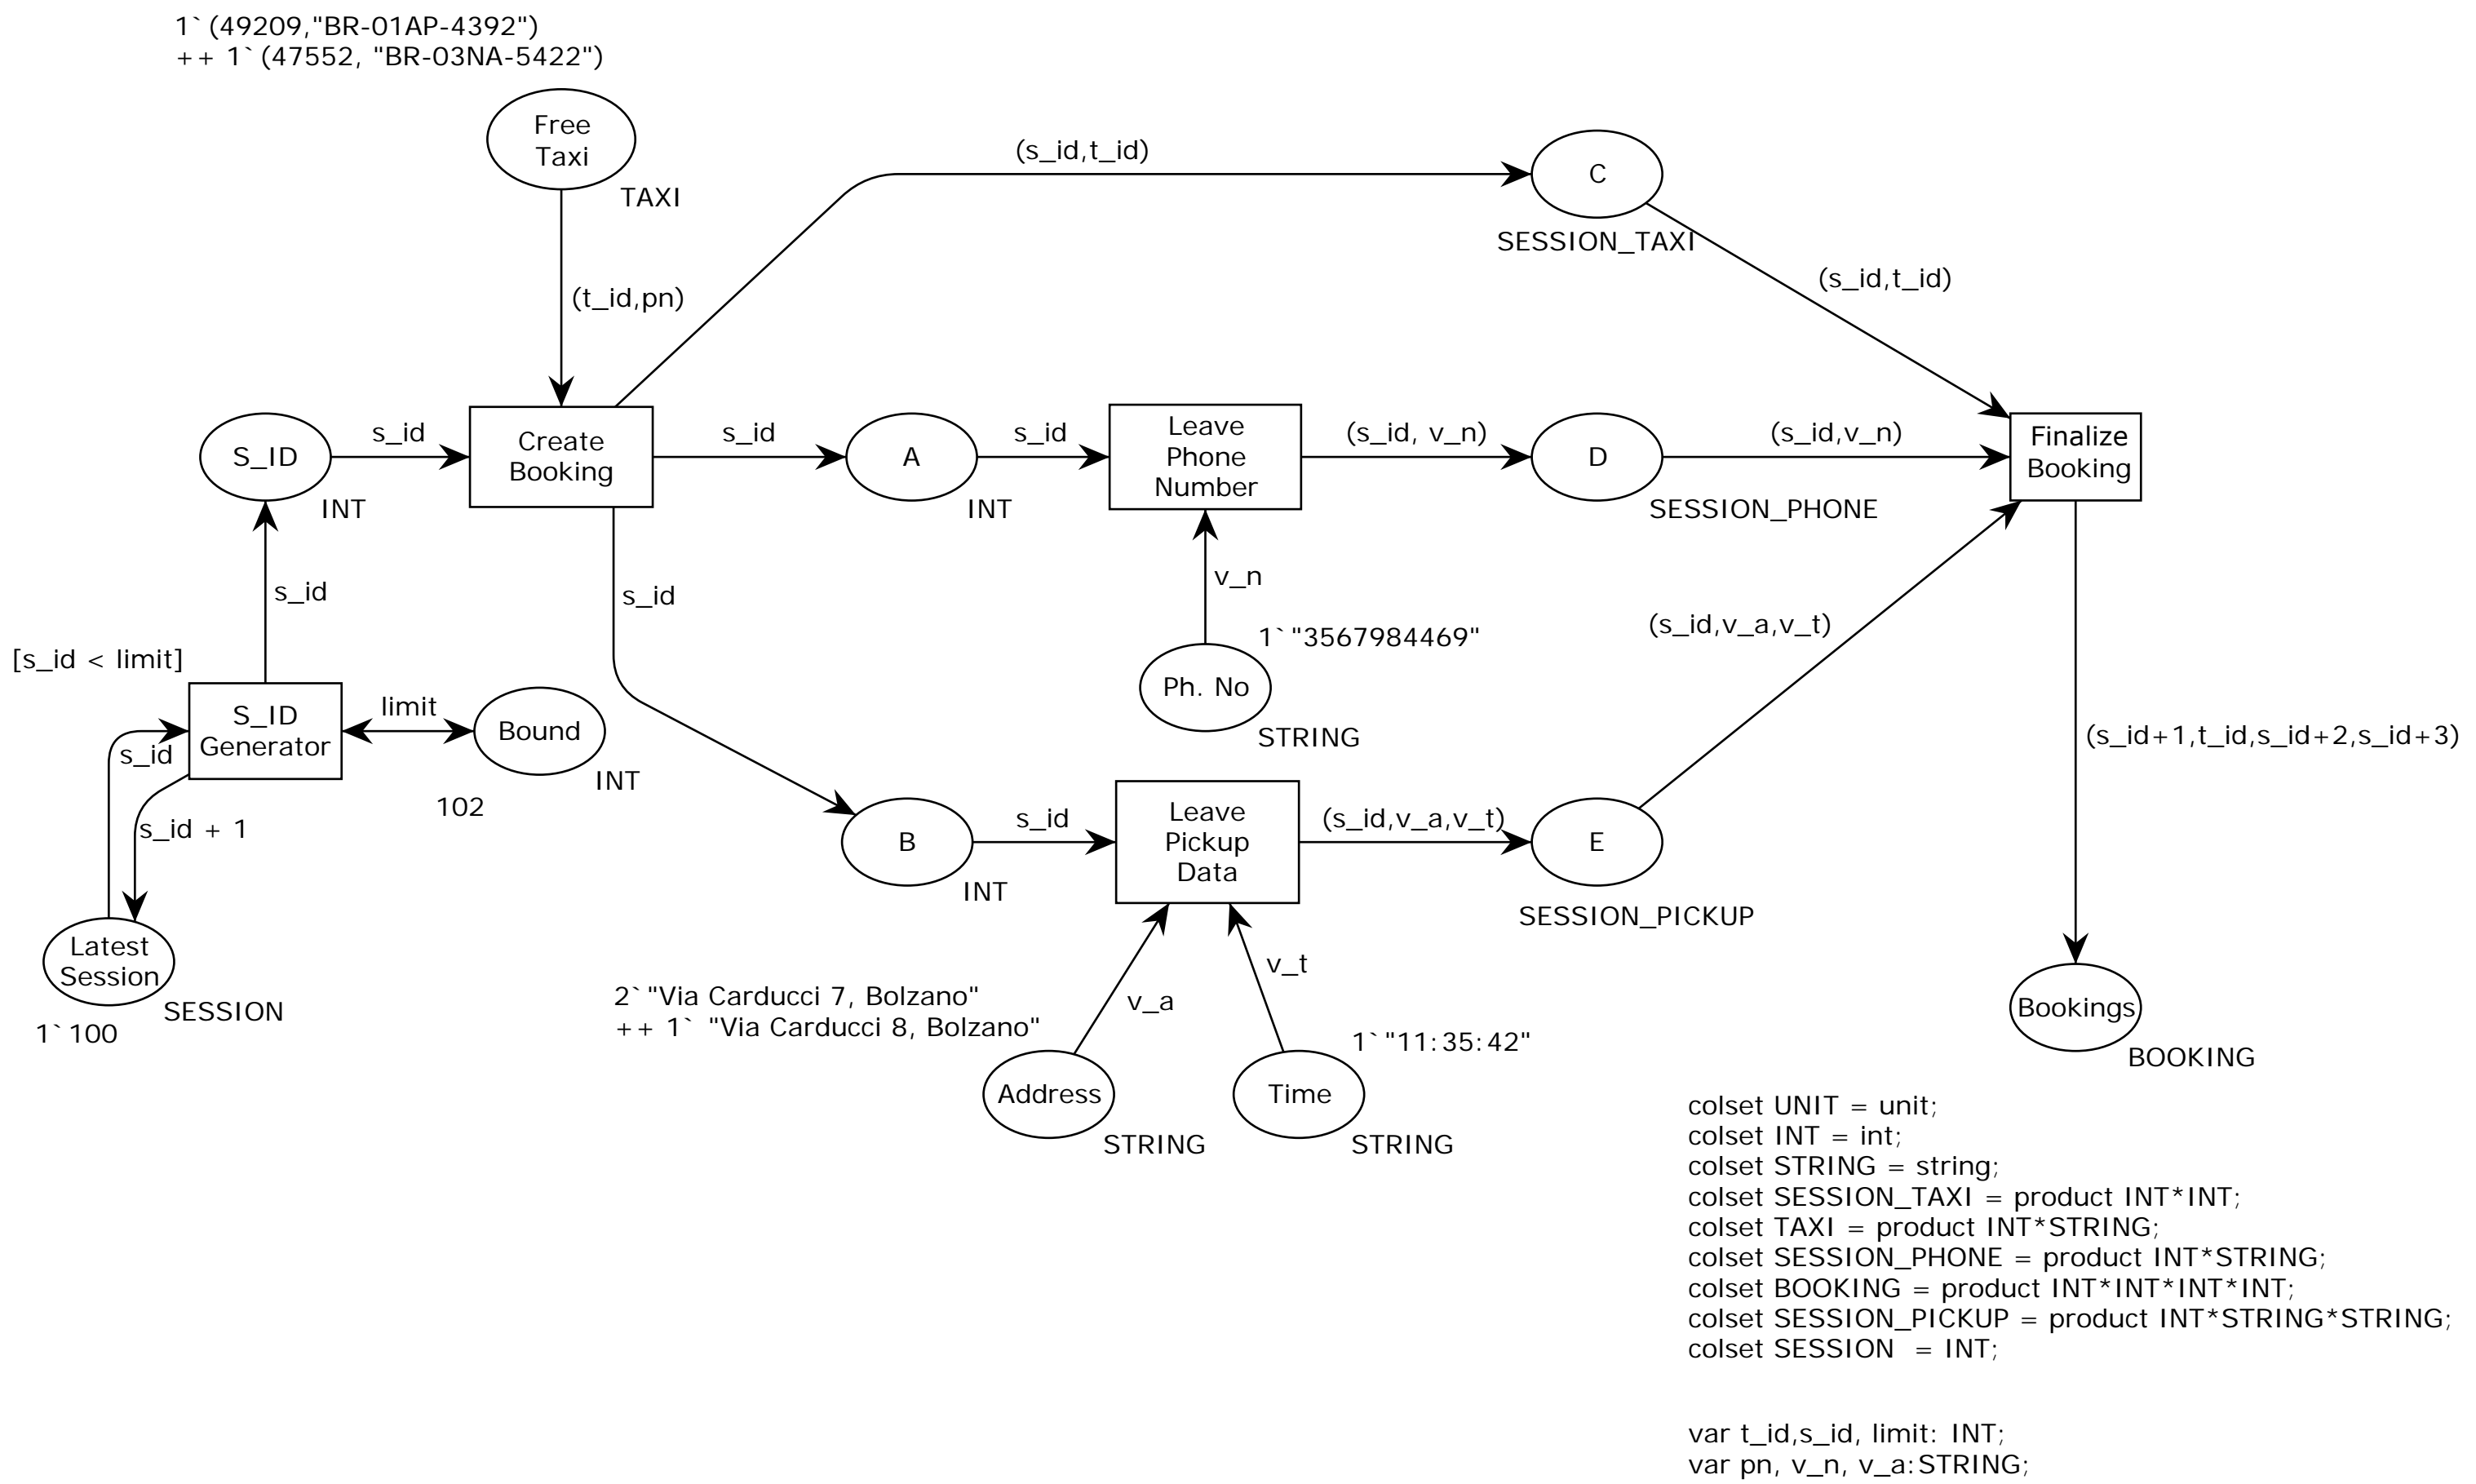 1`(49209,"BR-01AP-4392")
++ 1`(47552, "BR-03NA-5422")
Free
Taxi
TAXI
(s_id,t_id)
C
SESSION_TAXI
(s_id,t_id)
(t_id,pn)
S_ID
INT
s_id
Create
Booking
s_id
A
INT
s_id
Leave
Phone
Number
(s_id, v_n)
D
SESSION_PHONE
(s_id,v_n)
Finalize
Booking
s_id
s_id
v_n
1`"3567984469"
Ph. No
STRING
(s_id,v_a,v_t)
[s_id < limit]
S_ID
Generator
limit
Bound
INT
102
s_id
s_id + 1
(s_id+1,t_id,s_id+2,s_id+3)
B
INT
s_id
Leave
Pickup
Data
(s_id,v_a,v_t)
E
SESSION_PICKUP
Latest
Session
SESSION
1`100
2`"Via Carducci 7, Bolzano"
++ 1` "Via Carducci 8, Bolzano"
v_a
v_t
1`"11:35:42"
Address
STRING
Time
STRING
Bookings
BOOKING
colset UNIT = unit;
colset INT = int;
colset STRING = string;
colset SESSION_TAXI = product INT*INT;
colset TAXI = product INT*STRING;
colset SESSION_PHONE = product INT*STRING;
colset BOOKING = product INT*INT*INT*INT;
colset SESSION_PICKUP = product INT*STRING*STRING;
colset SESSION  = INT;
var t_id,s_id, limit: INT;
var pn, v_n, v_a:STRING;